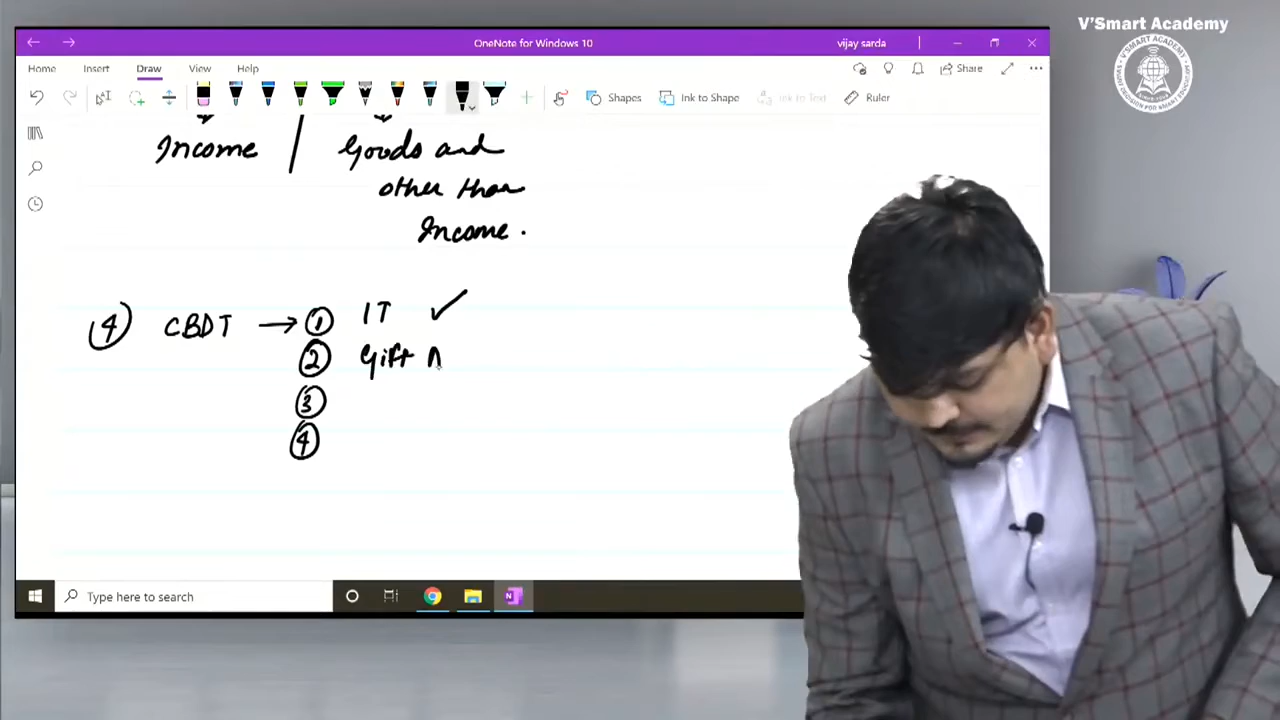 V'Smart Academy
OneNote for Windows 10
vijay sarda
Home Insert Draw View Help
Share
Shapes Ink to Shape Ink to Text Ruler
Income | Goods and
other than
Income.
(4) CBDT → (1) IT ✓
(2) Gift
(3)
(4)
Type here to search